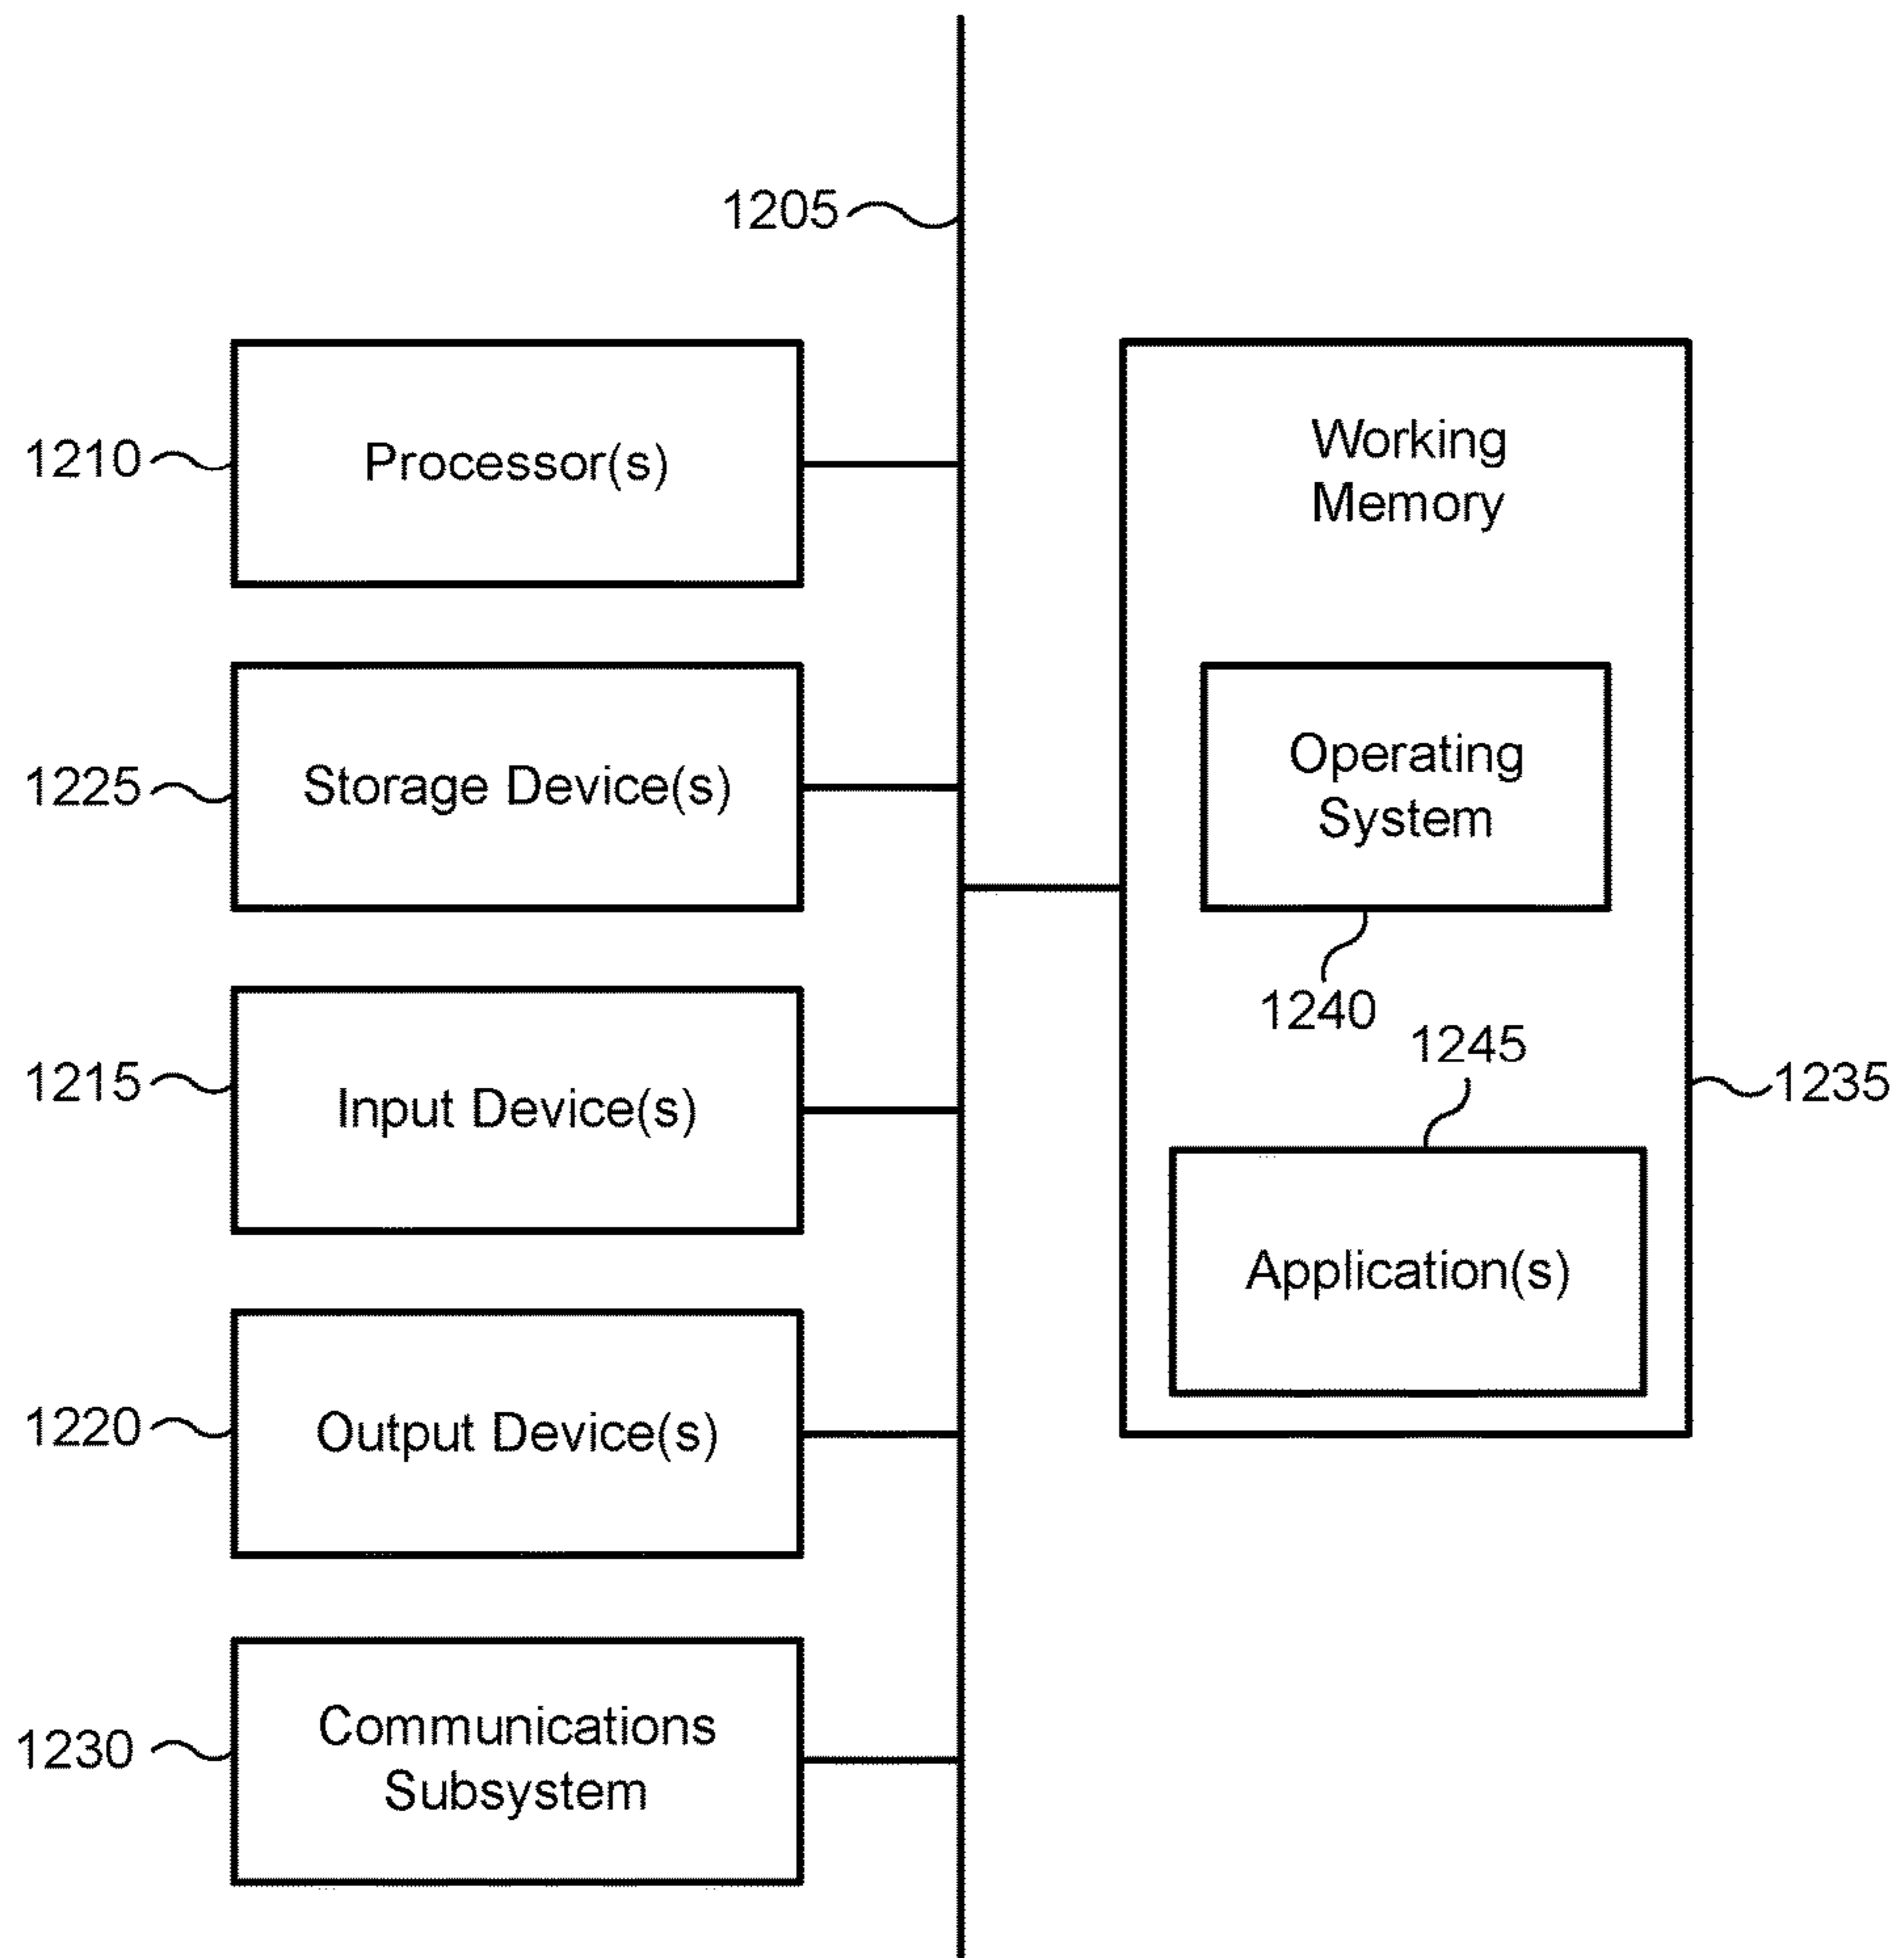 1205
1210
Processor(s)
Working
Memory
1225
Storage Device(s)
Operating
System
1240
1245
1215
Input Device(s)
1235
Application(s)
1220
Output Device(s)
1230
Communications
Subsystem